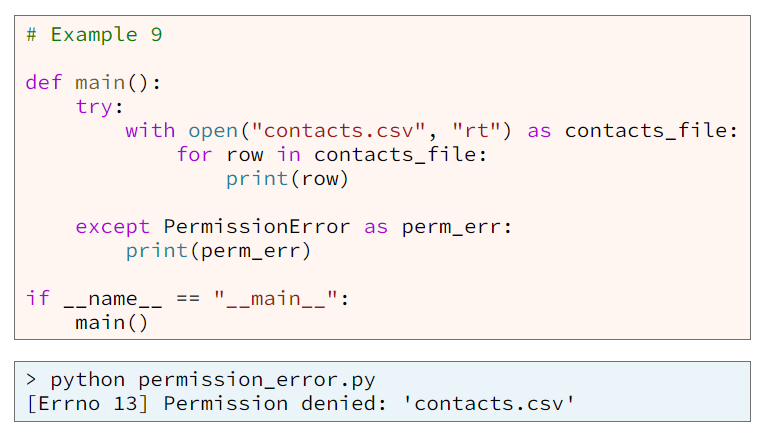 # Example 9
def main():
    try:
        with open("contacts.csv", "rt") as contacts_file:
            for row in contacts_file:
                print(row)
    except PermissionError as perm_err:
        print(perm_err)
if __name__ == "__main__":
    main()
> python permission_error.py
[Errno 13] Permission denied: 'contacts.csv'